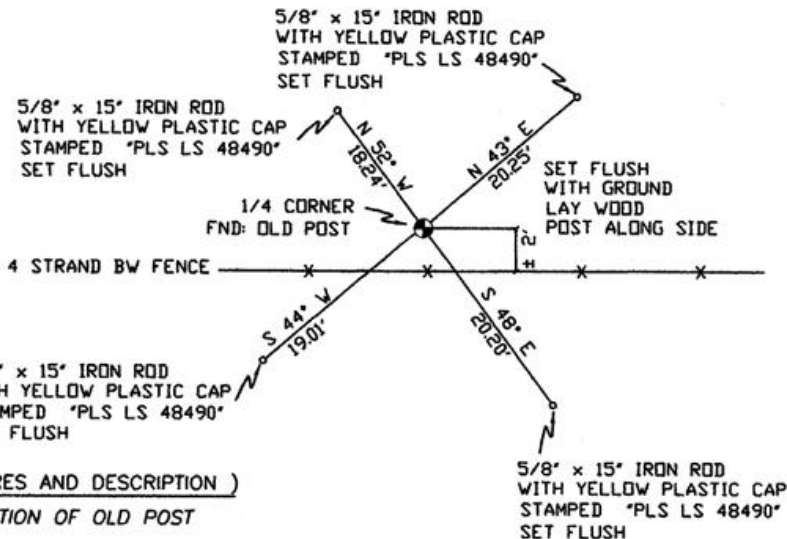 5/8" x 15" IRON ROD
WITH YELLOW PLASTIC CAP
STAMPED "PLS LS 48490"
SET FLUSH
5/8" x 15" IRON ROD
WITH YELLOW PLASTIC CAP
STAMPED "PLS LS 48490"
SET FLUSH
N 52° W
18.24'
N 43° E
20.25'
SET FLUSH
WITH GROUND
LAY WOOD
POST ALONG SIDE
1/4 CORNER
FND: OLD POST
± 2'
4 STRAND BW FENCE
X X X X
S 44° W
19.01'
S 48° E
20.20'
" x 15" IRON ROD
YELLOW PLASTIC CAP
"PLS LS 48490"
FLUSH
5/8" x 15" IRON ROD
WITH YELLOW PLASTIC CAP
STAMPED "PLS LS 48490"
SET FLUSH
AND DESCRIPTION )
OF OLD POST